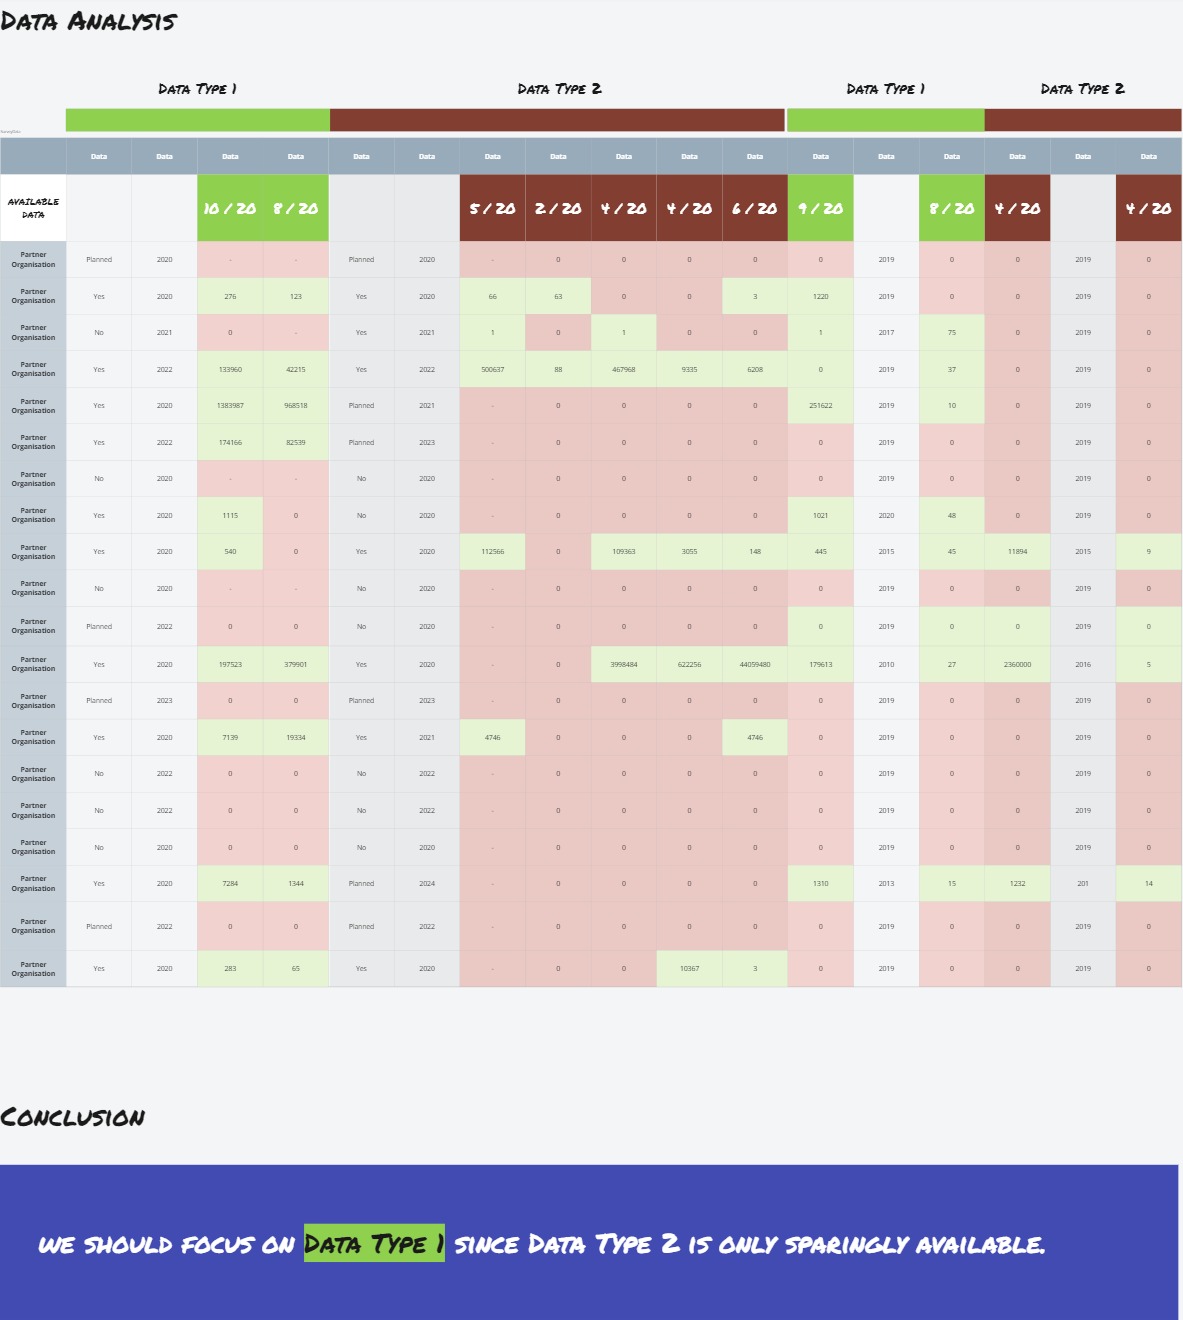 Data Analysis
Data Type 1 Data Type 2 Data Type 1 Data Type 2
Data Data Data Data Data Data Data Data Data Data Data Data Data Data Data Data Data
Available
Data
10 / 20 8 / 20 5 / 20 2 / 20 4 / 20 4 / 20 6 / 20 9 / 20 8 / 20 4 / 20 4 / 20
Partner
Organisation
Planned 2020 - - Planned 2020 - 0 0 0 0 0 2019 0 0 2019 0
Partner
Organisation
Yes 2020 276 123 Yes 2020 66 63 0 0 3 1220 2019 0 0 2019 0
Partner
Organisation
No 2021 0 - Yes 2021 1 0 1 0 0 1 2017 75 0 2019 0
Partner
Organisation
Yes 2022 133960 42215 Yes 2022 500637 88 467968 9335 6208 0 2019 37 0 2019 0
Partner
Organisation
Yes 2020 1383987 968518 Planned 2021 - 0 0 0 0 251622 2019 10 0 2019 0
Partner
Organisation
Yes 2022 174166 82539 Planned 2023 - 0 0 0 0 0 2019 0 0 2019 0
Partner
Organisation
No 2020 - - No 2020 - 0 0 0 0 0 2019 0 0 2019 0
Partner
Organisation
Yes 2020 1115 0 No 2020 - 0 0 0 0 1021 2020 48 0 2019 0
Partner
Organisation
Yes 2020 540 0 Yes 2020 112566 0 109363 3055 148 445 2015 45 11894 2015 9
Partner
Organisation
No 2020 - - No 2020 - 0 0 0 0 0 2019 0 0 2019 0
Partner
Organisation
Planned 2022 0 0 No 2020 - 0 0 0 0 0 2019 0 0 2019 0
Partner
Organisation
Yes 2020 197523 379901 Yes 2020 - 0 3998484 622256 44059480 179613 2010 27 2360000 2016 5
Partner
Organisation
Planned 2023 0 0 Planned 2023 - 0 0 0 0 0 2019 0 0 2019 0
Partner
Organisation
Yes 2020 7139 19334 Yes 2021 4746 0 0 0 4746 0 2019 0 0 2019 0
Partner
Organisation
No 2022 0 0 No 2022 - 0 0 0 0 0 2019 0 0 2019 0
Partner
Organisation
No 2022 0 0 No 2022 - 0 0 0 0 0 2019 0 0 2019 0
Partner
Organisation
No 2020 0 0 No 2020 - 0 0 0 0 0 2019 0 0 2019 0
Partner
Organisation
Yes 2020 7284 1344 Planned 2024 - 0 0 0 0 1310 2013 15 1232 201 14
Partner
Organisation
Planned 2022 0 0 Planned 2022 - 0 0 0 0 0 2019 0 0 2019 0
Partner
Organisation
Yes 2020 283 65 Yes 2020 - 0 0 10367 3 0 2019 0 0 2019 0
Conclusion
we should focus on Data Type 1 since Data Type 2 is only sparingly available.